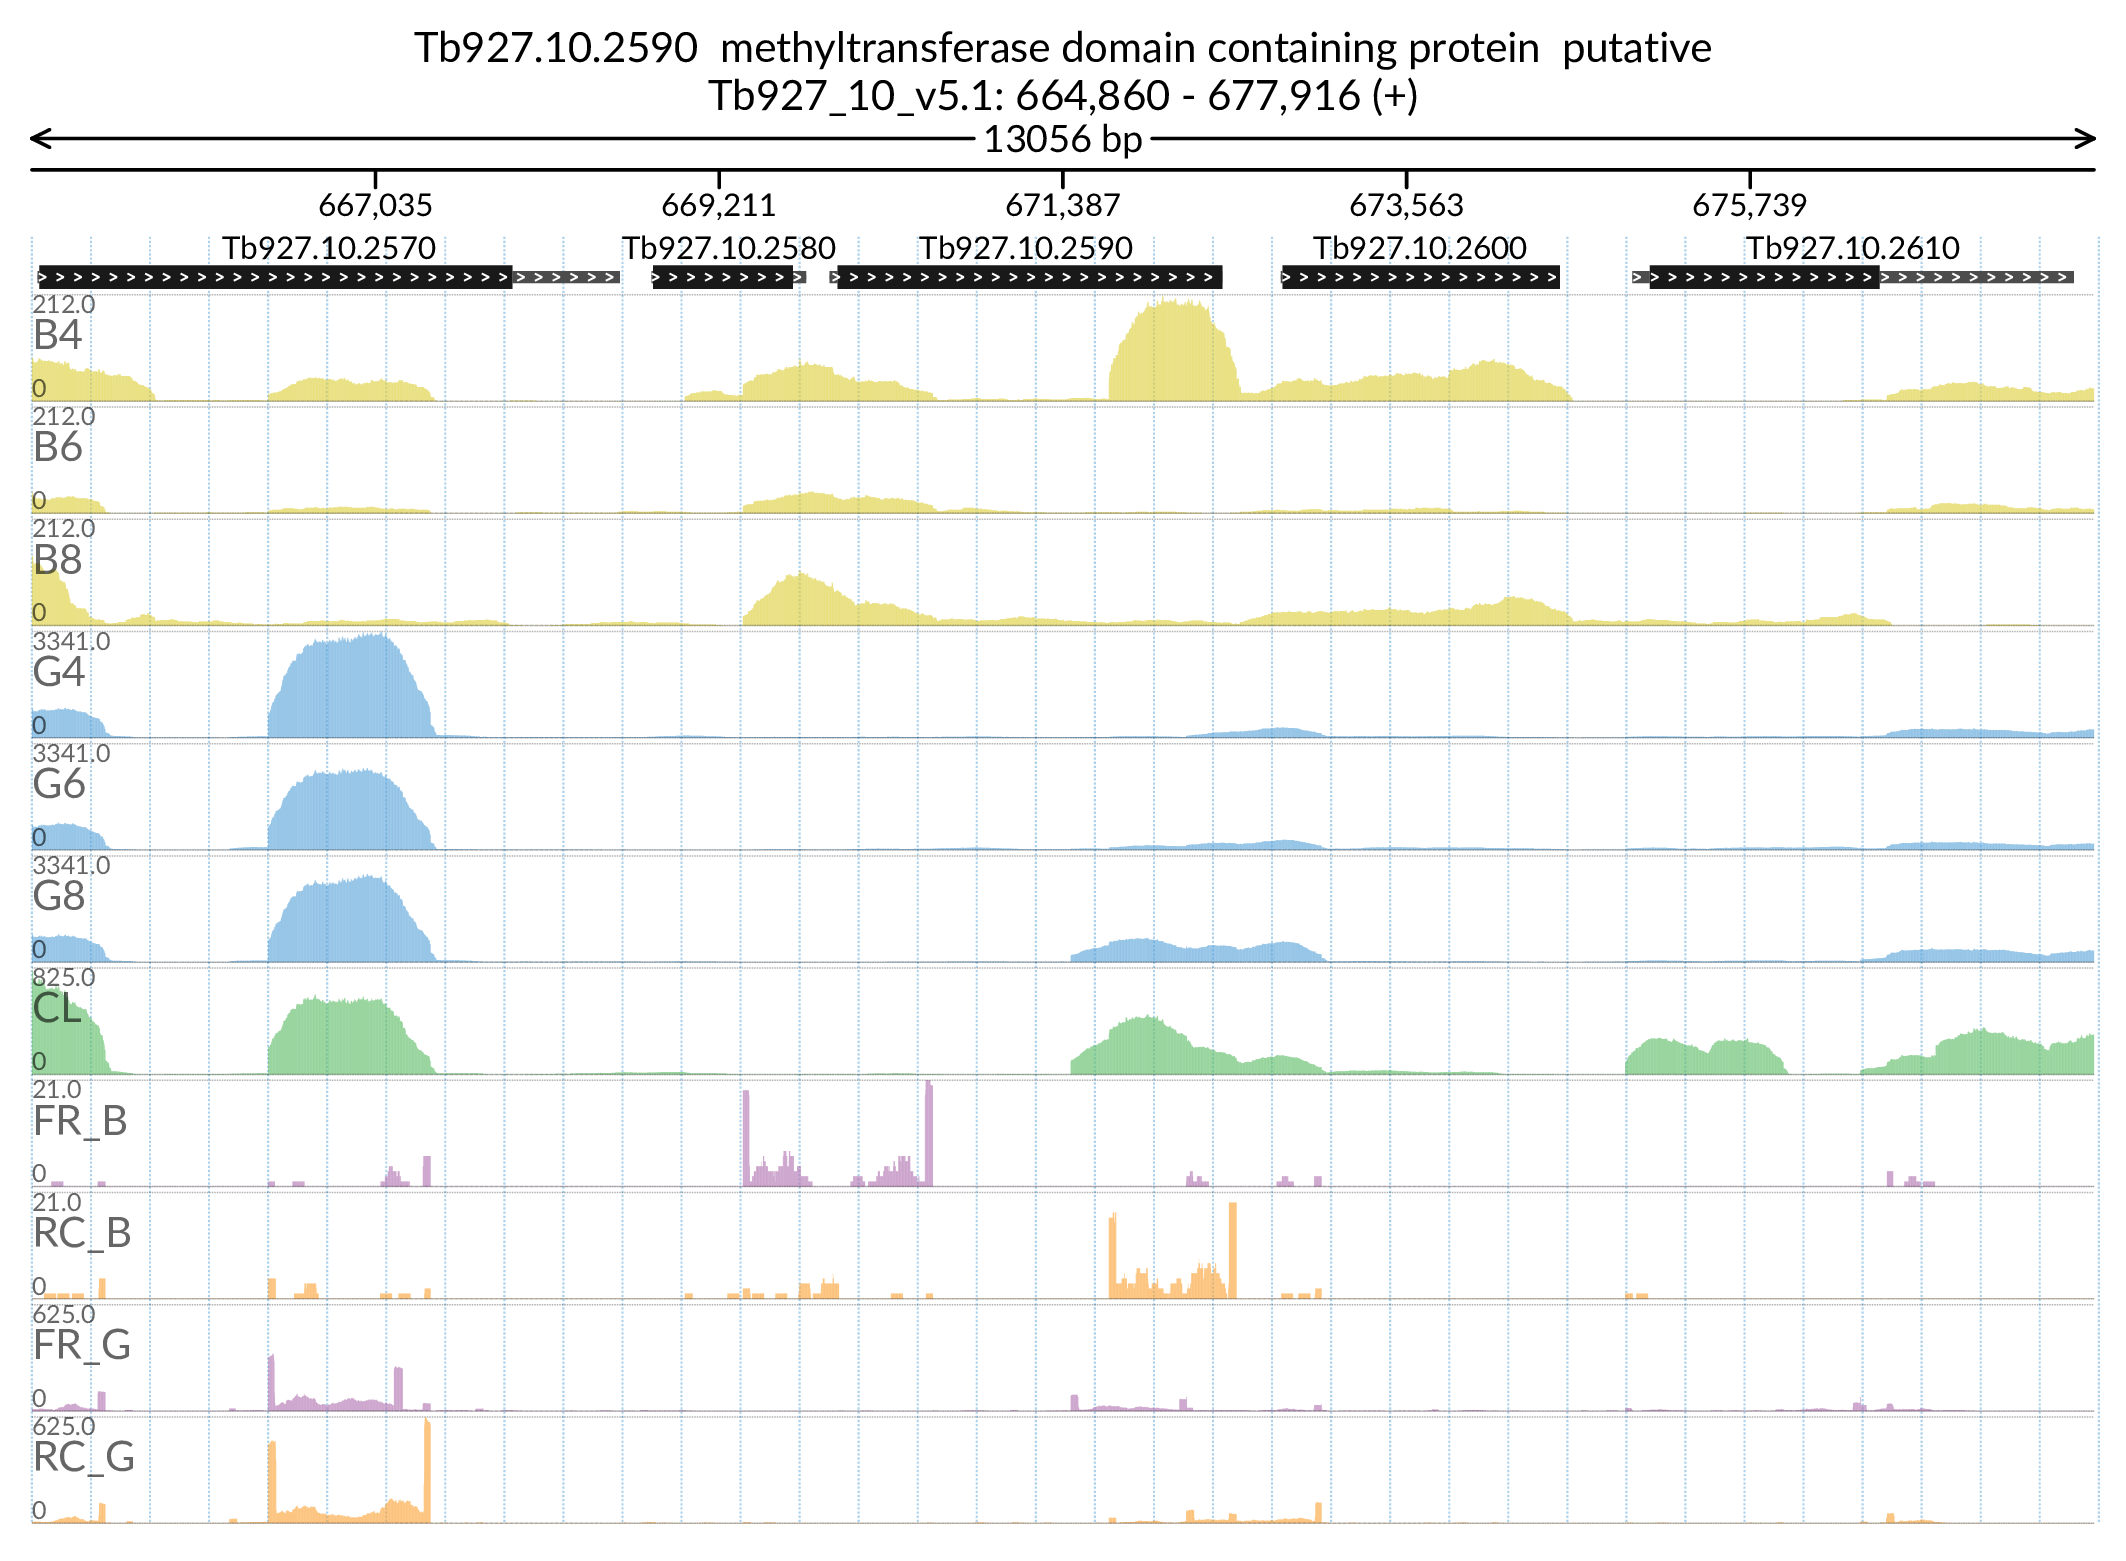 Tb927.10.2590  methyltransferase domain containing protein  putative
Tb927_10_v5.1: 664,860 - 677,916 (+)
13056 bp
667,035 669,211 671,387 673,563 675,739
Tb927.10.2570 Tb927.10.2580 Tb927.10.2590 Tb927.10.2600 Tb927.10.2610
212.0
B4
0
212.0
B6
0
212.0
B8
0
3341.0
G4
0
3341.0
G6
0
3341.0
G8
0
825.0
CL
0
21.0
FR_B
0
21.0
RC_B
0
625.0
FR_G
0
625.0
RC_G
0